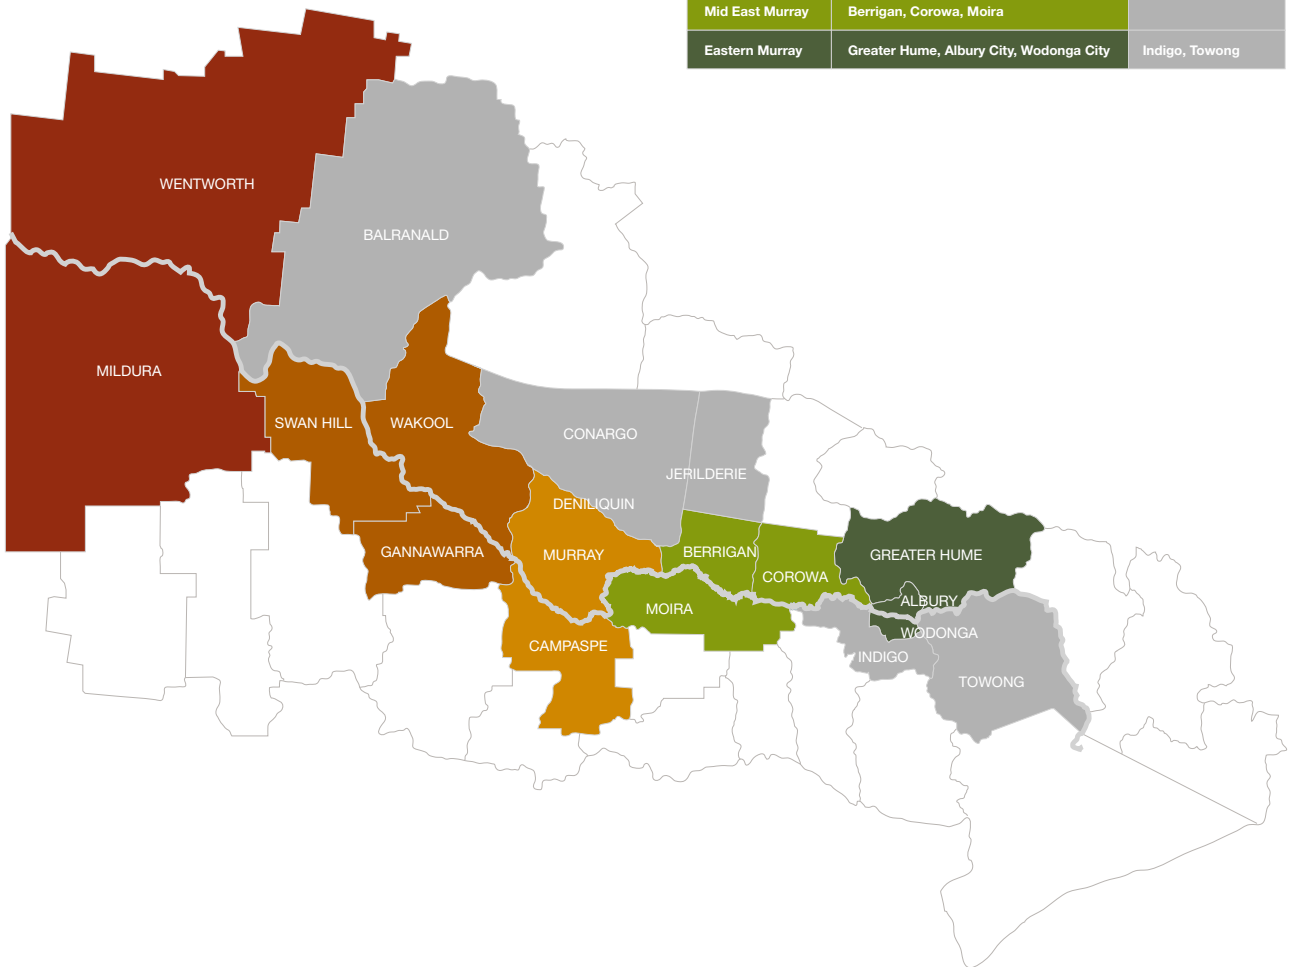 Mid East Murray Berrigan, Corowa, Moira
Eastern Murray Greater Hume, Albury City, Wodonga City Indigo, Towong
WENTWORTH
BALRANALD
MILDURA
SWAN HILL
WAKOOL
CONARGO
JERILDERIE
DENILIQUIN
GANNAWARRA
MURRAY
BERRIGAN
GREATER HUME
COROWA
ALBURY
MOIRA
WODONGA
CAMPASPE
INDIGO
TOWONG